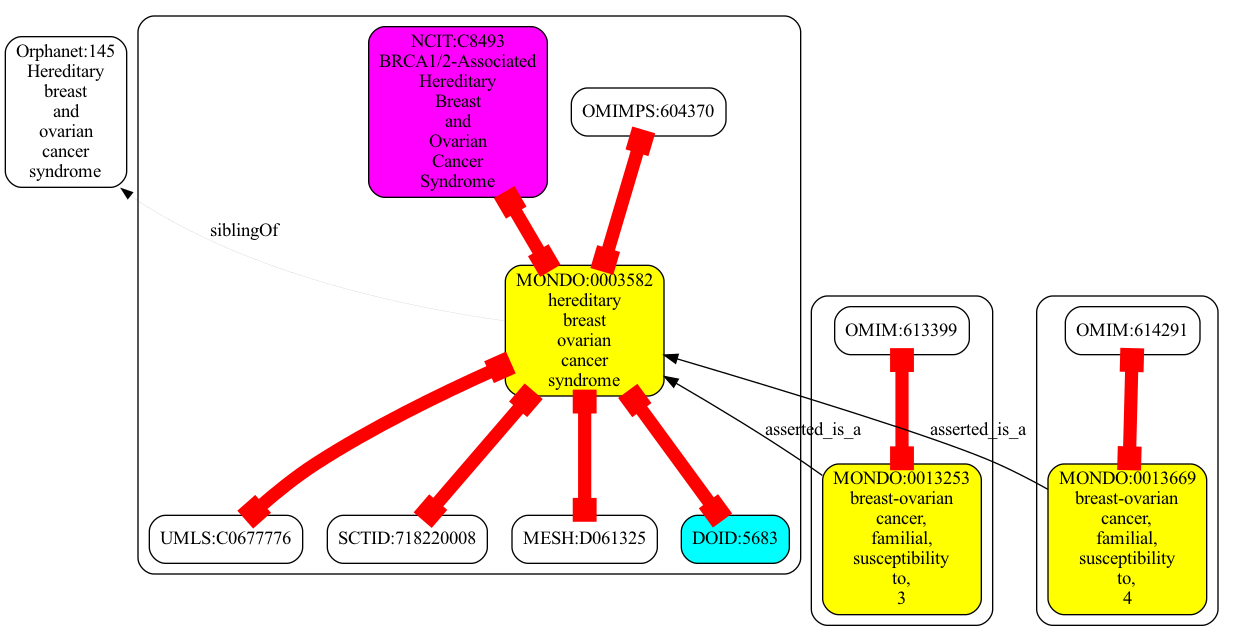 Orphanet:145
Hereditary
breast
and
ovarian
cancer
syndrome
NCIT:C8493
BRCA1/2-Associated
Hereditary
Breast
and
Ovarian
Cancer
Syndrome
OMIMPS:604370
siblingOf
MONDO:0003582
hereditary
breast
ovarian
cancer
syndrome
OMIM:613399
OMIM:614291
asserted_is_a
asserted_is_a
UMLS:C0677776
SCTID:718220008
MESH:D061325
DOID:5683
MONDO:0013253
breast-ovarian
cancer,
familial,
susceptibility
to,
3
MONDO:0013669
breast-ovarian
cancer,
familial,
susceptibility
to,
4